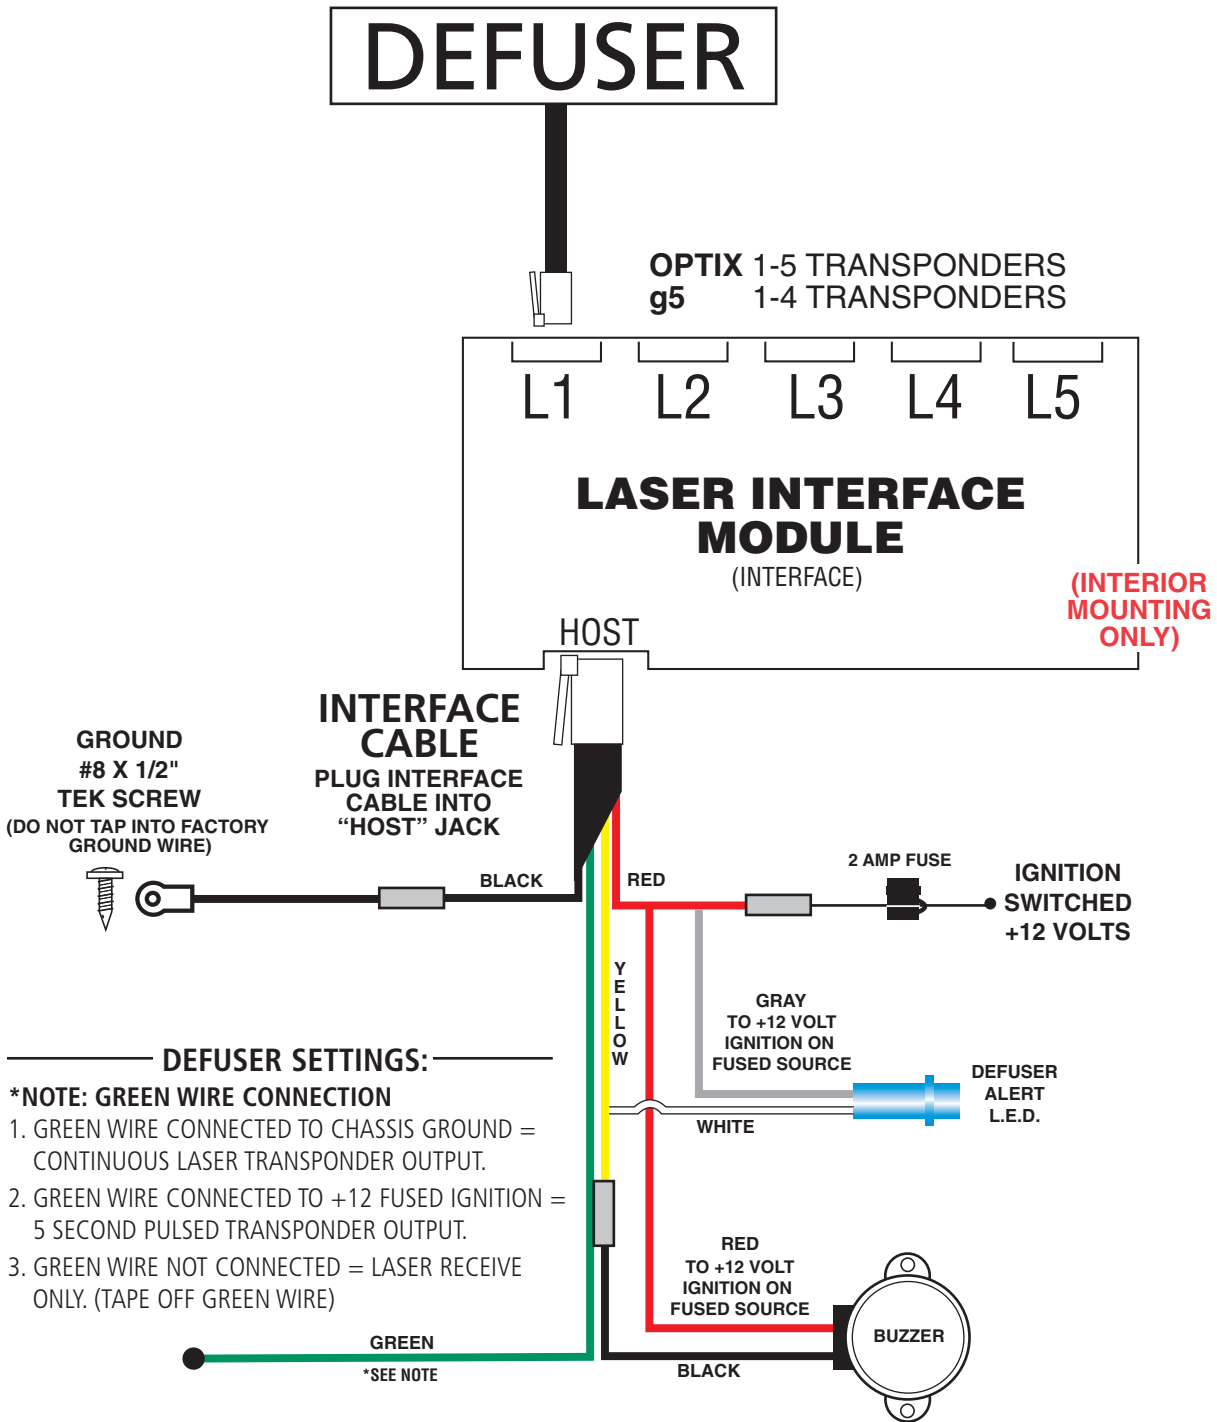 DEFUSER
OPTIX 1-5 TRANSPONDERS
g5 1-4 TRANSPONDERS
L1 L2 L3 L4 L5
LASER INTERFACE
MODULE
(INTERFACE)
(INTERIOR
MOUNTING
ONLY)
HOST
INTERFACE
CABLE
PLUG INTERFACE
CABLE INTO
“HOST” JACK
GROUND
#8 X 1/2"
TEK SCREW
(DO NOT TAP INTO FACTORY
GROUND WIRE)
BLACK
RED
2 AMP FUSE
IGNITION
SWITCHED
+12 VOLTS
YELLOW
GRAY
TO +12 VOLT
IGNITION ON
FUSED SOURCE
DEFUSER
ALERT
L.E.D.
WHITE
DEFUSER SETTINGS:
*NOTE: GREEN WIRE CONNECTION
1. GREEN WIRE CONNECTED TO CHASSIS GROUND =
CONTINUOUS LASER TRANSPONDER OUTPUT.
2. GREEN WIRE CONNECTED TO +12 FUSED IGNITION =
5 SECOND PULSED TRANSPONDER OUTPUT.
3. GREEN WIRE NOT CONNECTED = LASER RECEIVE
ONLY. (TAPE OFF GREEN WIRE)
RED
TO +12 VOLT
IGNITION ON
FUSED SOURCE
BUZZER
GREEN
*SEE NOTE
BLACK